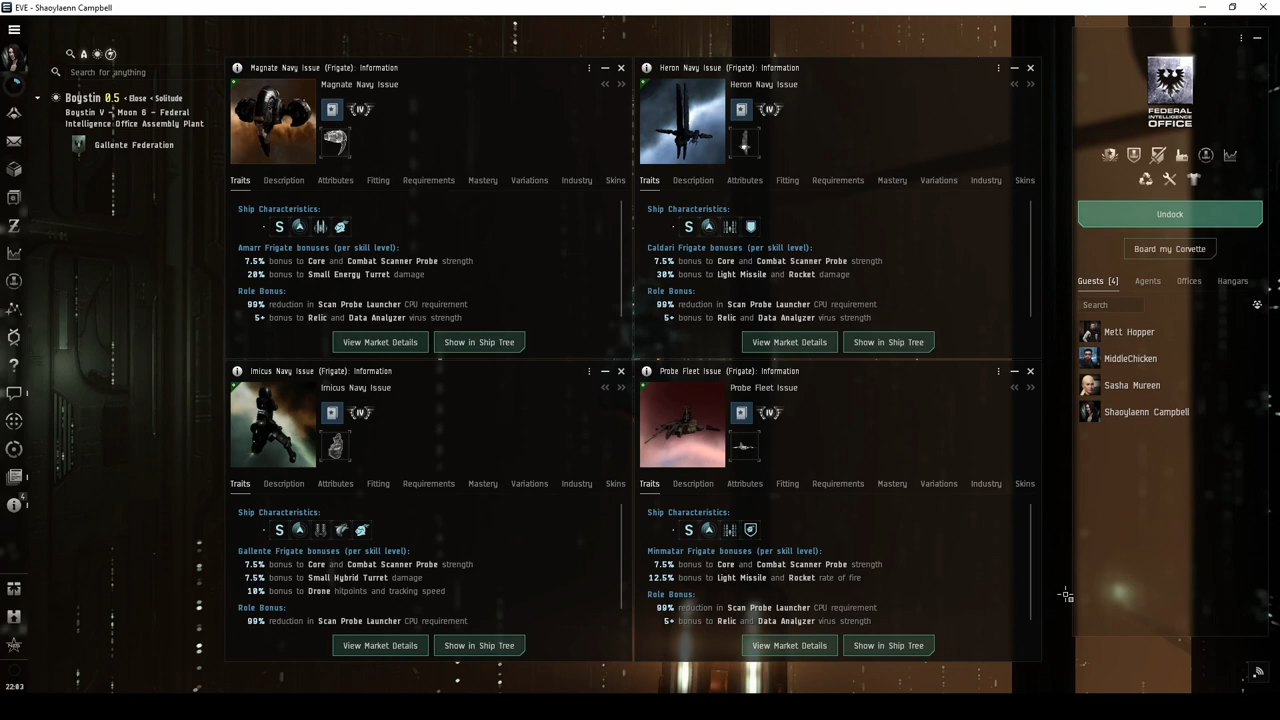 EVE - Shaoylaenn Campbell
Search for anything
Boystin 0.5 < Elose < Solitude
Boystin V - Moon 6 - Federal
Intelligence Office Assembly Plant
Gallente Federation
22:03
Magnate Navy Issue (Frigate): Information
Magnate Navy Issue
IV
Traits Description Attributes Fitting Requirements Mastery Variations Industry Skins
Ship Characteristics:
S
Amarr Frigate bonuses (per skill level):
7.5% bonus to Core and Combat Scanner Probe strength
20% bonus to Small Energy Turret damage
Role Bonus:
99% reduction in Scan Probe Launcher CPU requirement
5+ bonus to Relic and Data Analyzer virus strength
View Market Details Show in Ship Tree
Heron Navy Issue (Frigate): Information
Heron Navy Issue
IV
Traits Description Attributes Fitting Requirements Mastery Variations Industry Skins
Ship Characteristics:
S
Caldari Frigate bonuses (per skill level):
7.5% bonus to Core and Combat Scanner Probe strength
30% bonus to Light Missile and Rocket damage
Role Bonus:
99% reduction in Scan Probe Launcher CPU requirement
5+ bonus to Relic and Data Analyzer virus strength
View Market Details Show in Ship Tree
Imicus Navy Issue (Frigate): Information
Imicus Navy Issue
IV
Traits Description Attributes Fitting Requirements Mastery Variations Industry Skins
Ship Characteristics:
S
Gallente Frigate bonuses (per skill level):
7.5% bonus to Core and Combat Scanner Probe strength
7.5% bonus to Small Hybrid Turret damage
10% bonus to Drone hitpoints and tracking speed
Role Bonus:
99% reduction in Scan Probe Launcher CPU requirement
View Market Details Show in Ship Tree
Probe Fleet Issue (Frigate): Information
Probe Fleet Issue
IV
Traits Description Attributes Fitting Requirements Mastery Variations Industry Skins
Ship Characteristics:
S
Minmatar Frigate bonuses (per skill level):
7.5% bonus to Core and Combat Scanner Probe strength
12.5% bonus to Light Missile and Rocket rate of fire
Role Bonus:
99% reduction in Scan Probe Launcher CPU requirement
5+ bonus to Relic and Data Analyzer virus strength
View Market Details Show in Ship Tree
FEDERAL
INTELLIGENCE
OFFICE
Undock
Board my Corvette
Guests [4] Agents Offices Hangars
Search
Mett Hopper
MiddleChicken
Sasha Mureen
Shaoylaenn Campbell